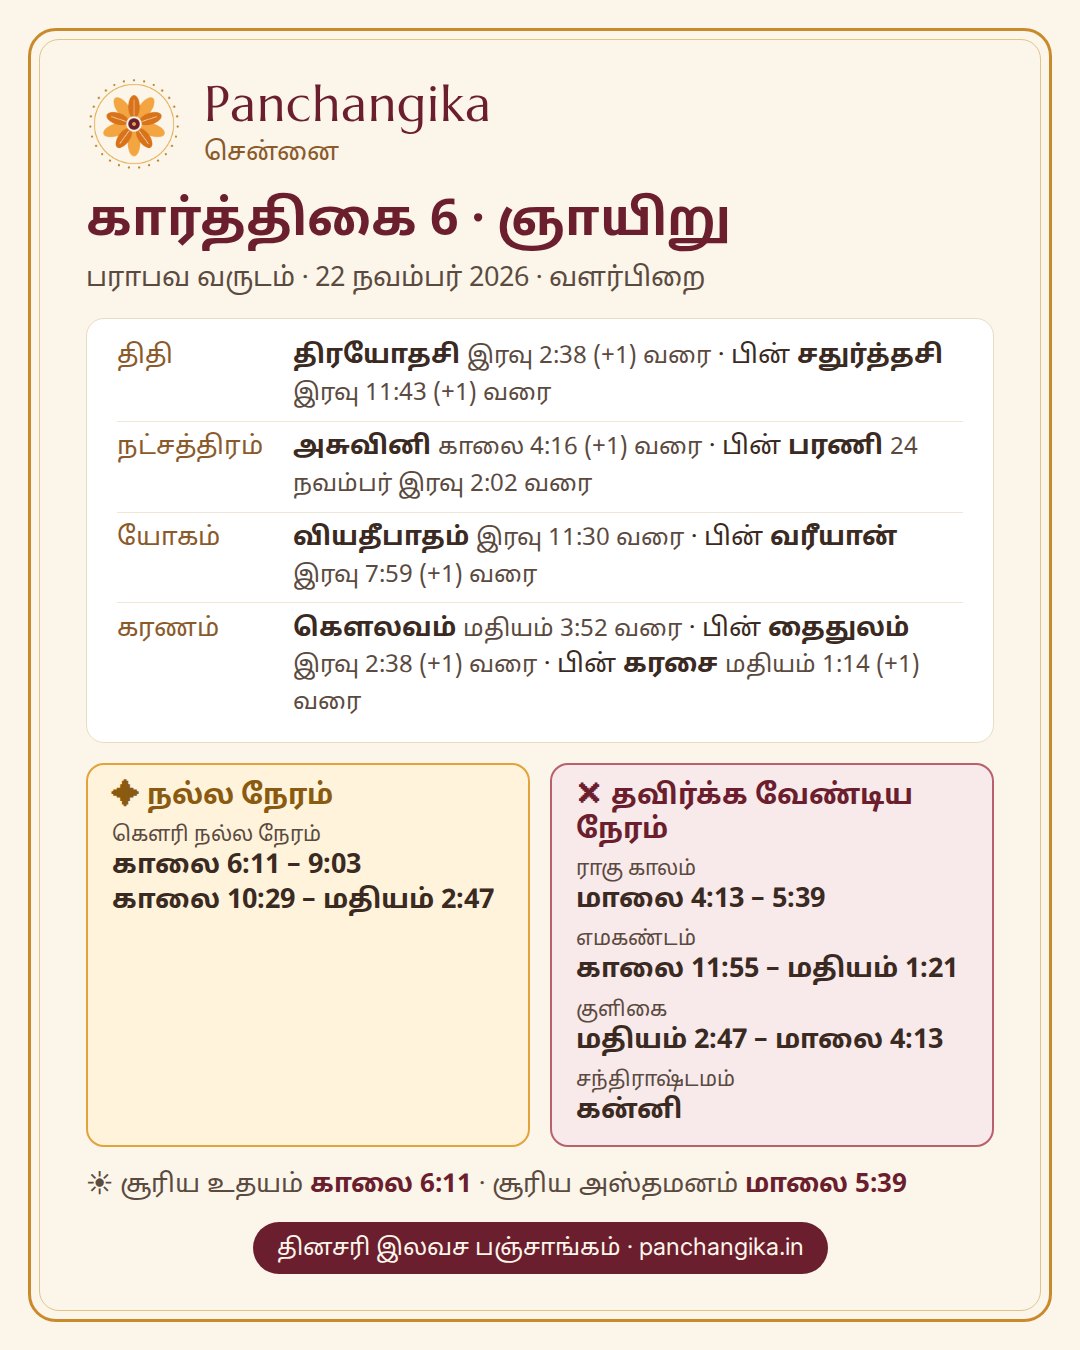 Panchangika
சென்னை
கார்த்திகை 6 · ஞாயிறு
பராபவ வருடம் · 22 நவம்பர் 2026 · வளர்பிறை
திதி
திரயோதசி இரவு 2:38 (+1) வரை · பின் சதுர்த்தசி
இரவு 11:43 (+1) வரை
நட்சத்திரம்
அசுவினி காலை 4:16 (+1) வரை · பின் பரணி 24
நவம்பர் இரவு 2:02 வரை
யோகம்
வியதீபாதம் இரவு 11:30 வரை · பின் வரீயான்
இரவு 7:59 (+1) வரை
கரணம்
கௌலவம் மதியம் 3:52 வரை · பின் தைதுலம்
இரவு 2:38 (+1) வரை · பின் கரசை மதியம் 1:14 (+1)
வரை
நல்ல நேரம்
கௌரி நல்ல நேரம்
காலை 6:11 – 9:03
காலை 10:29 – மதியம் 2:47
✕ தவிர்க்க வேண்டிய
நேரம்
ராகு காலம்
மாலை 4:13 – 5:39
எமகண்டம்
காலை 11:55 – மதியம் 1:21
குளிகை
மதியம் 2:47 – மாலை 4:13
சந்திராஷ்டமம்
கன்னி
☀ சூரிய உதயம் காலை 6:11 · சூரிய அஸ்தமனம் மாலை 5:39
தினசரி இலவச பஞ்சாங்கம் · panchangika.in